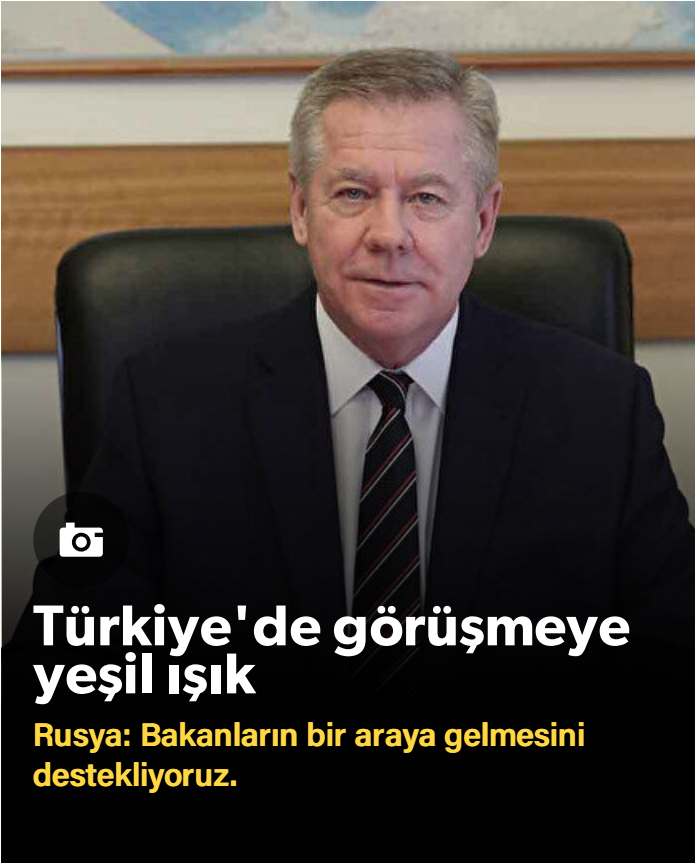 Türkiye'de görüşmeye
yeşil ışık
Rusya: Bakanların bir araya gelmesini
destekliyoruz.